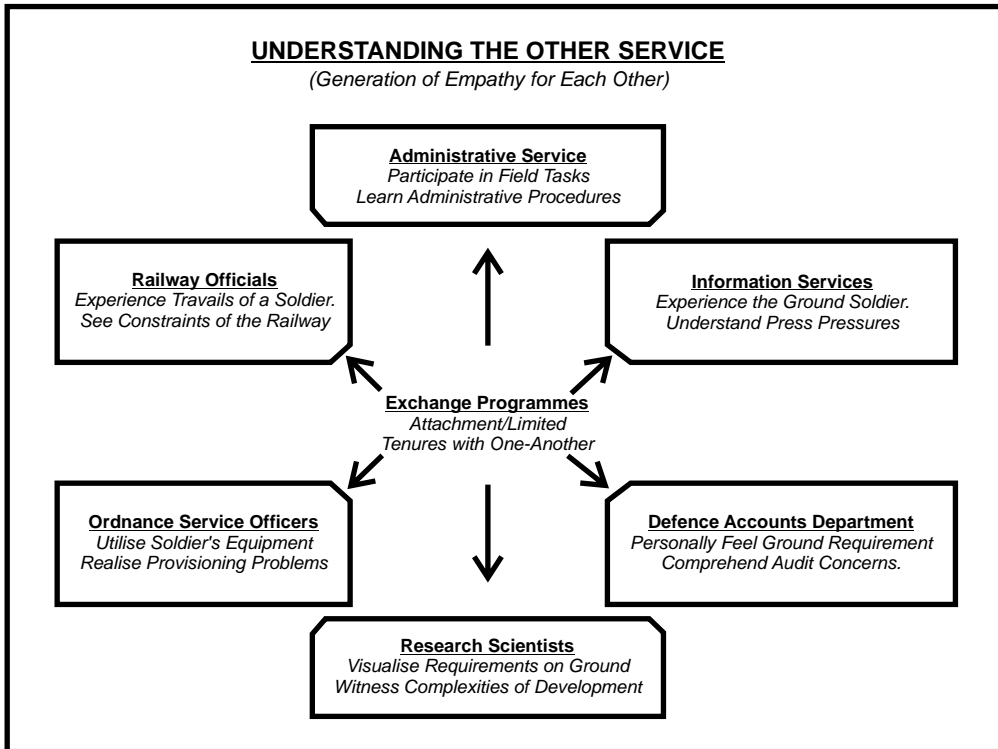 UNDERSTANDING THE OTHER SERVICE
(Generation of Empathy for Each Other)
Administrative Service
Participate in Field Tasks
Learn Administrative Procedures
Railway Officials
Experience Travails of a Soldier.
See Constraints of the Railway
Information Services
Experience the Ground Soldier.
Understand Press Pressures
Exchange Programmes
Attachment/Limited
Tenures with One-Another
Ordnance Service Officers
Utilise Soldier's Equipment
Realise Provisioning Problems
Defence Accounts Department
Personally Feel Ground Requirement
Comprehend Audit Concerns.
Research Scientists
Visualise Requirements on Ground
Witness Complexities of Development